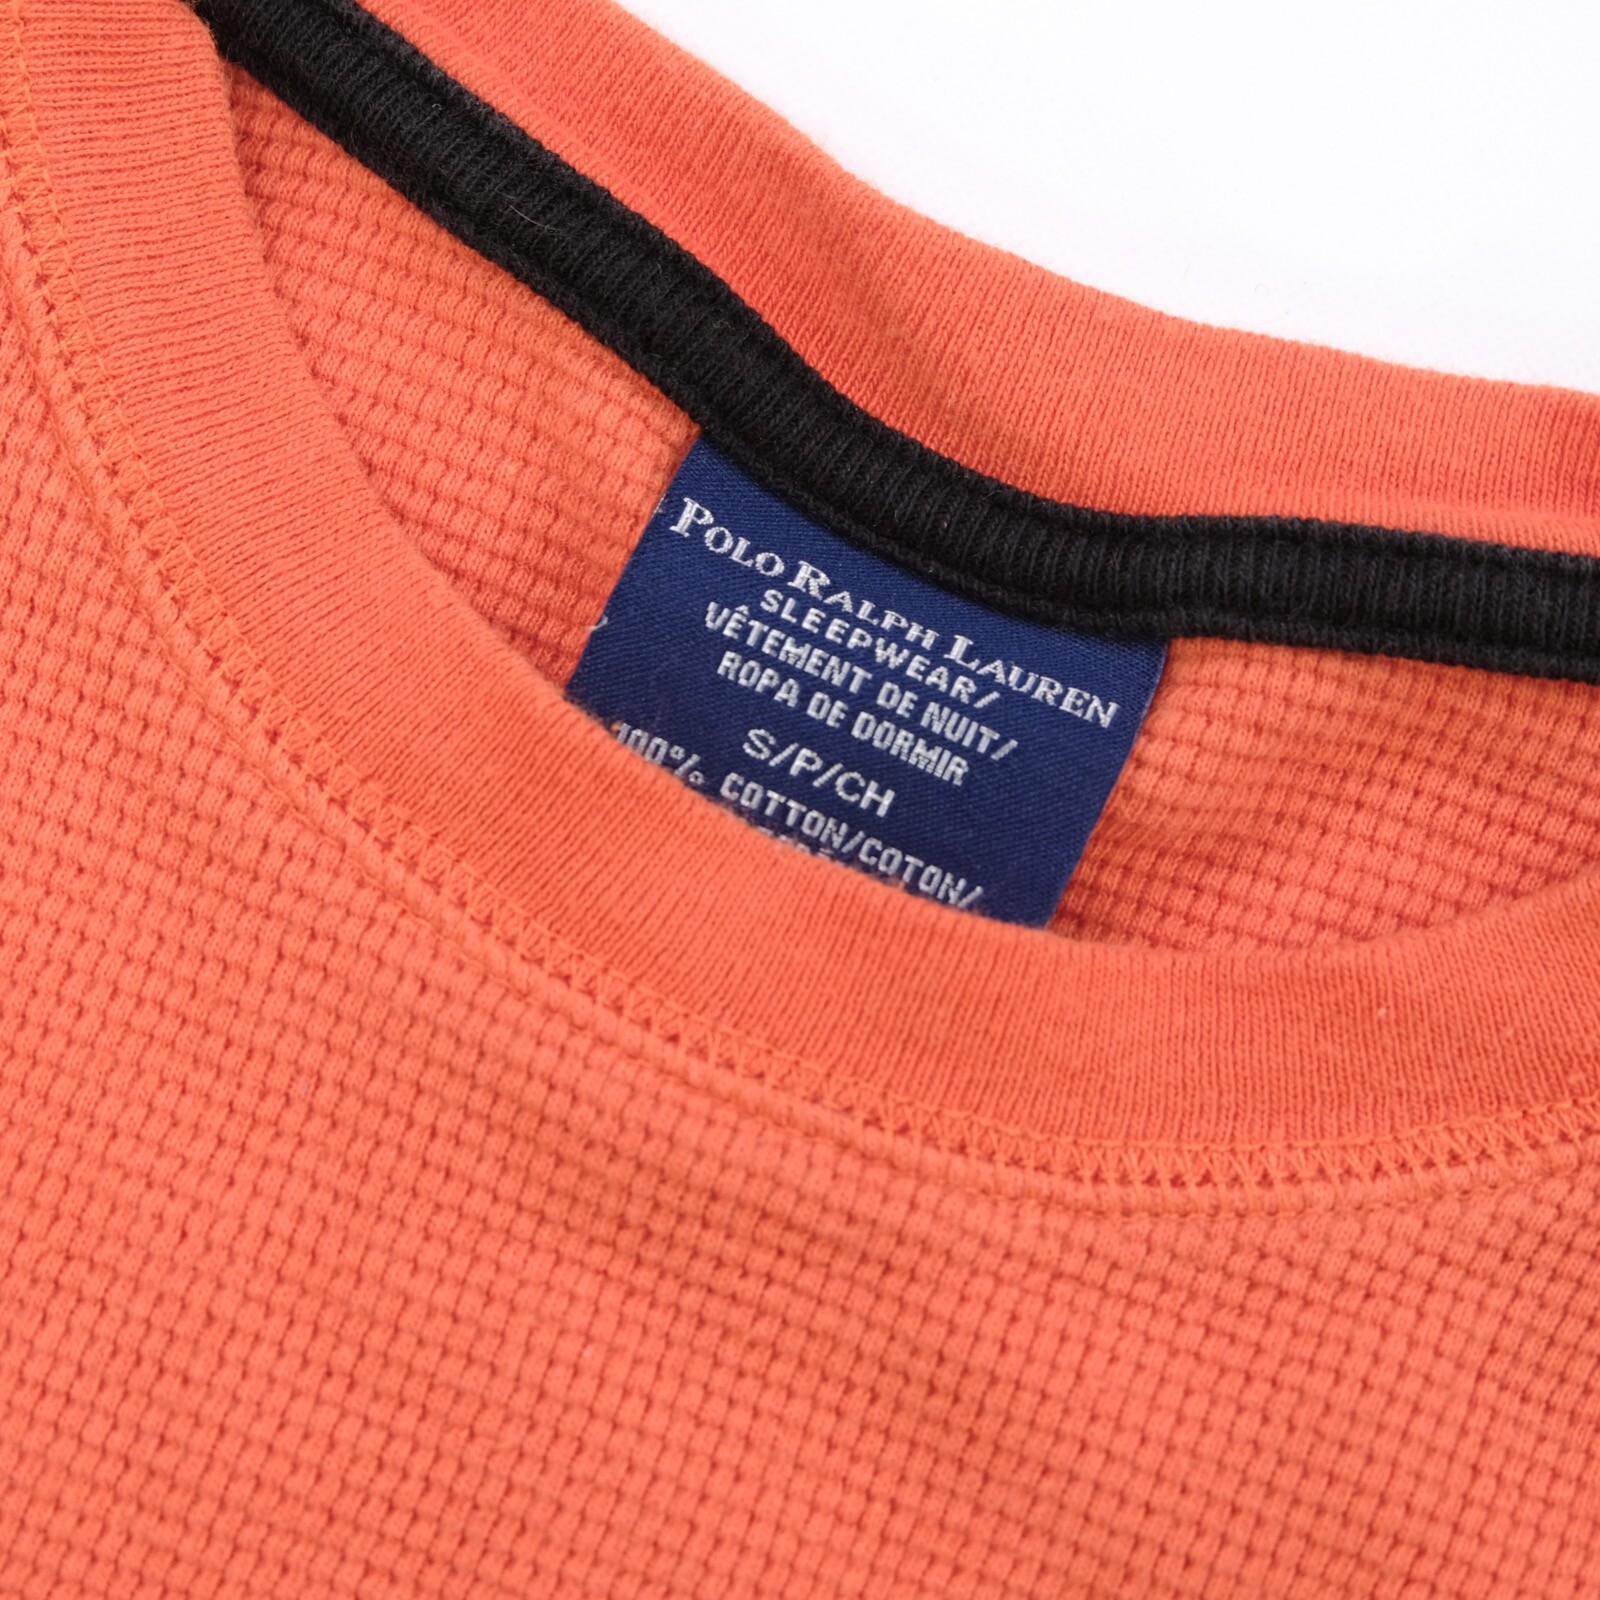 POLO RALPH LAUREN
SLEEPWEAR/
VÊTEMENT DE NUIT/
ROPA DE DORMIR
S/P/CH
100% COTTON/COTON/